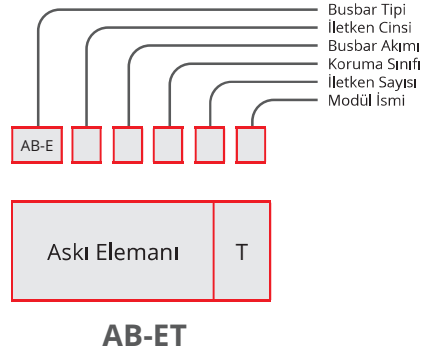 Busbar Tipi
İletken Cinsi
Busbar Akımı
Koruma Sınıfı
İletken Sayısı
Modül İsmi
AB-E
Askı Elemanı T
AB-ET